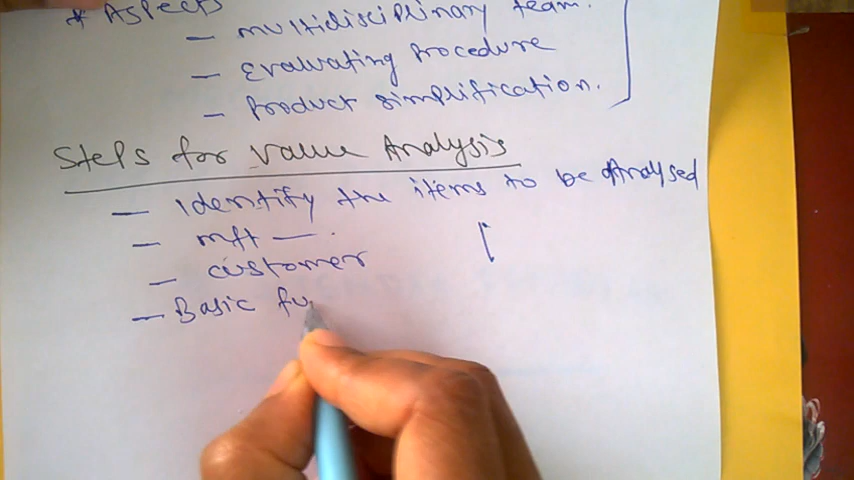 * Aspects
- multidisciplinary team.
- Evaluating Procedure
- Product simplification.
Steps for Value Analysis
- Identify the items to be Analysed
- mft - .
- customer
- Basic fu